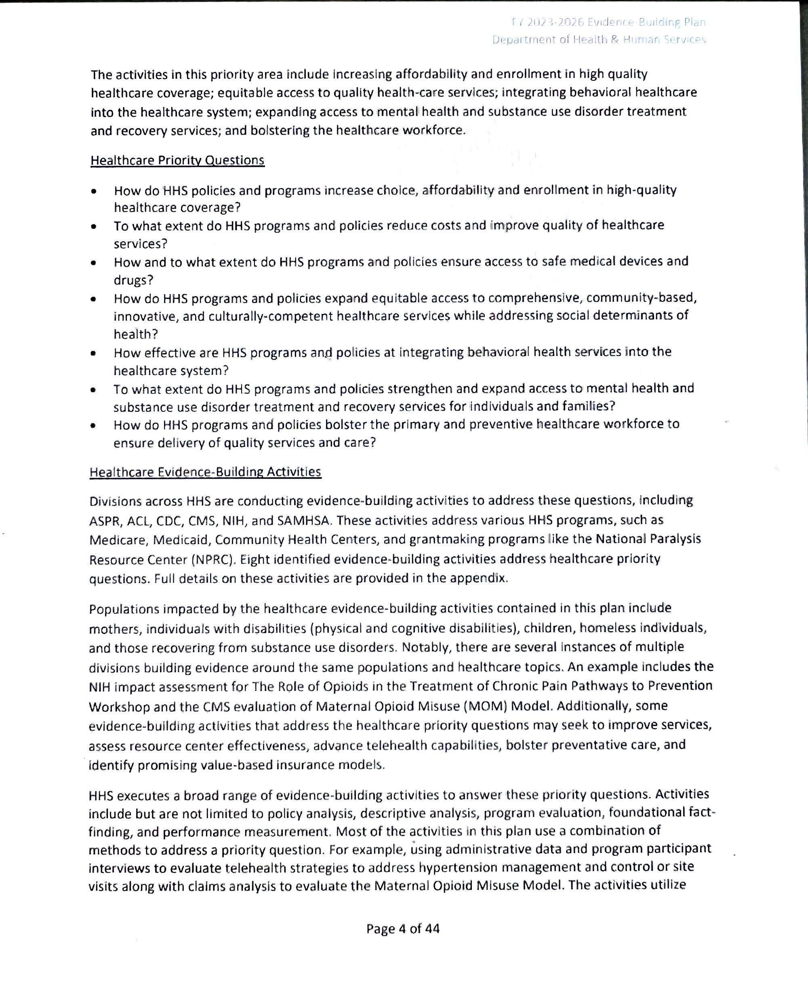 FY 2023-2026 Evidence-Building Plan
Department of Health & Human Services
The activities in this priority area include increasing affordability and enrollment in high quality
healthcare coverage; equitable access to quality health-care services; integrating behavioral healthcare
into the healthcare system; expanding access to mental health and substance use disorder treatment
and recovery services; and bolstering the healthcare workforce.
Healthcare Priority Questions
• How do HHS policies and programs increase choice, affordability and enrollment in high-quality
healthcare coverage?
• To what extent do HHS programs and policies reduce costs and improve quality of healthcare
services?
• How and to what extent do HHS programs and policies ensure access to safe medical devices and
drugs?
• How do HHS programs and policies expand equitable access to comprehensive, community-based,
innovative, and culturally-competent healthcare services while addressing social determinants of
health?
• How effective are HHS programs and policies at integrating behavioral health services into the
healthcare system?
• To what extent do HHS programs and policies strengthen and expand access to mental health and
substance use disorder treatment and recovery services for individuals and families?
• How do HHS programs and policies bolster the primary and preventive healthcare workforce to
ensure delivery of quality services and care?
Healthcare Evidence-Building Activities
Divisions across HHS are conducting evidence-building activities to address these questions, including
ASPR, ACL, CDC, CMS, NIH, and SAMHSA. These activities address various HHS programs, such as
Medicare, Medicaid, Community Health Centers, and grantmaking programs like the National Paralysis
Resource Center (NPRC). Eight identified evidence-building activities address healthcare priority
questions. Full details on these activities are provided in the appendix.
Populations impacted by the healthcare evidence-building activities contained in this plan include
mothers, individuals with disabilities (physical and cognitive disabilities), children, homeless individuals,
and those recovering from substance use disorders. Notably, there are several instances of multiple
divisions building evidence around the same populations and healthcare topics. An example includes the
NIH impact assessment for The Role of Opioids in the Treatment of Chronic Pain Pathways to Prevention
Workshop and the CMS evaluation of Maternal Opioid Misuse (MOM) Model. Additionally, some
evidence-building activities that address the healthcare priority questions may seek to improve services,
assess resource center effectiveness, advance telehealth capabilities, bolster preventative care, and
identify promising value-based insurance models.
HHS executes a broad range of evidence-building activities to answer these priority questions. Activities
include but are not limited to policy analysis, descriptive analysis, program evaluation, foundational fact-
finding, and performance measurement. Most of the activities in this plan use a combination of
methods to address a priority question. For example, using administrative data and program participant
interviews to evaluate telehealth strategies to address hypertension management and control or site
visits along with claims analysis to evaluate the Maternal Opioid Misuse Model. The activities utilize
Page 4 of 44